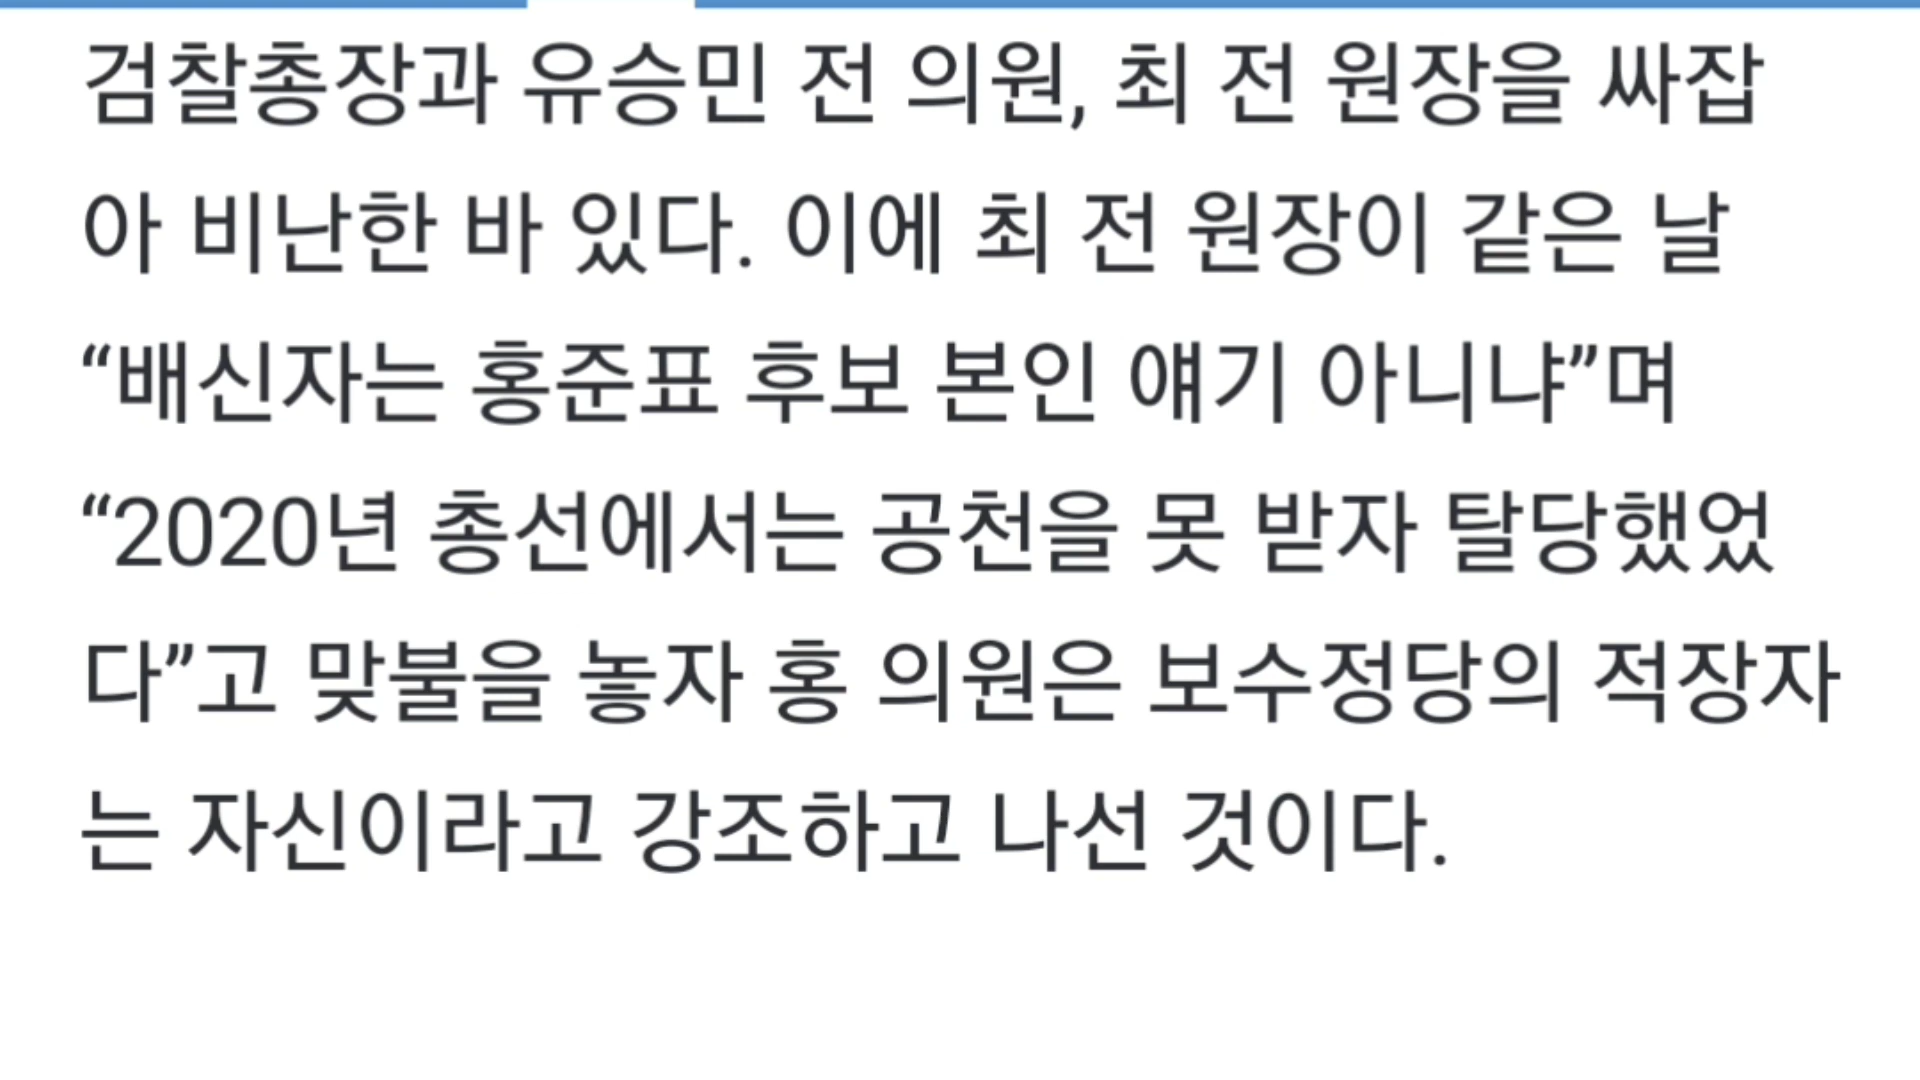 검찰총장과 유승민 전 의원, 최 전 원장을 싸잡
아 비난한 바 있다. 이에 최 전 원장이 같은 날
“배신자는 홍준표 후보 본인 얘기 아니냐”며
“2020년 총선에서는 공천을 못 받자 탈당했었
다”고 맞불을 놓자 홍 의원은 보수정당의 적장자
는 자신이라고 강조하고 나선 것이다.